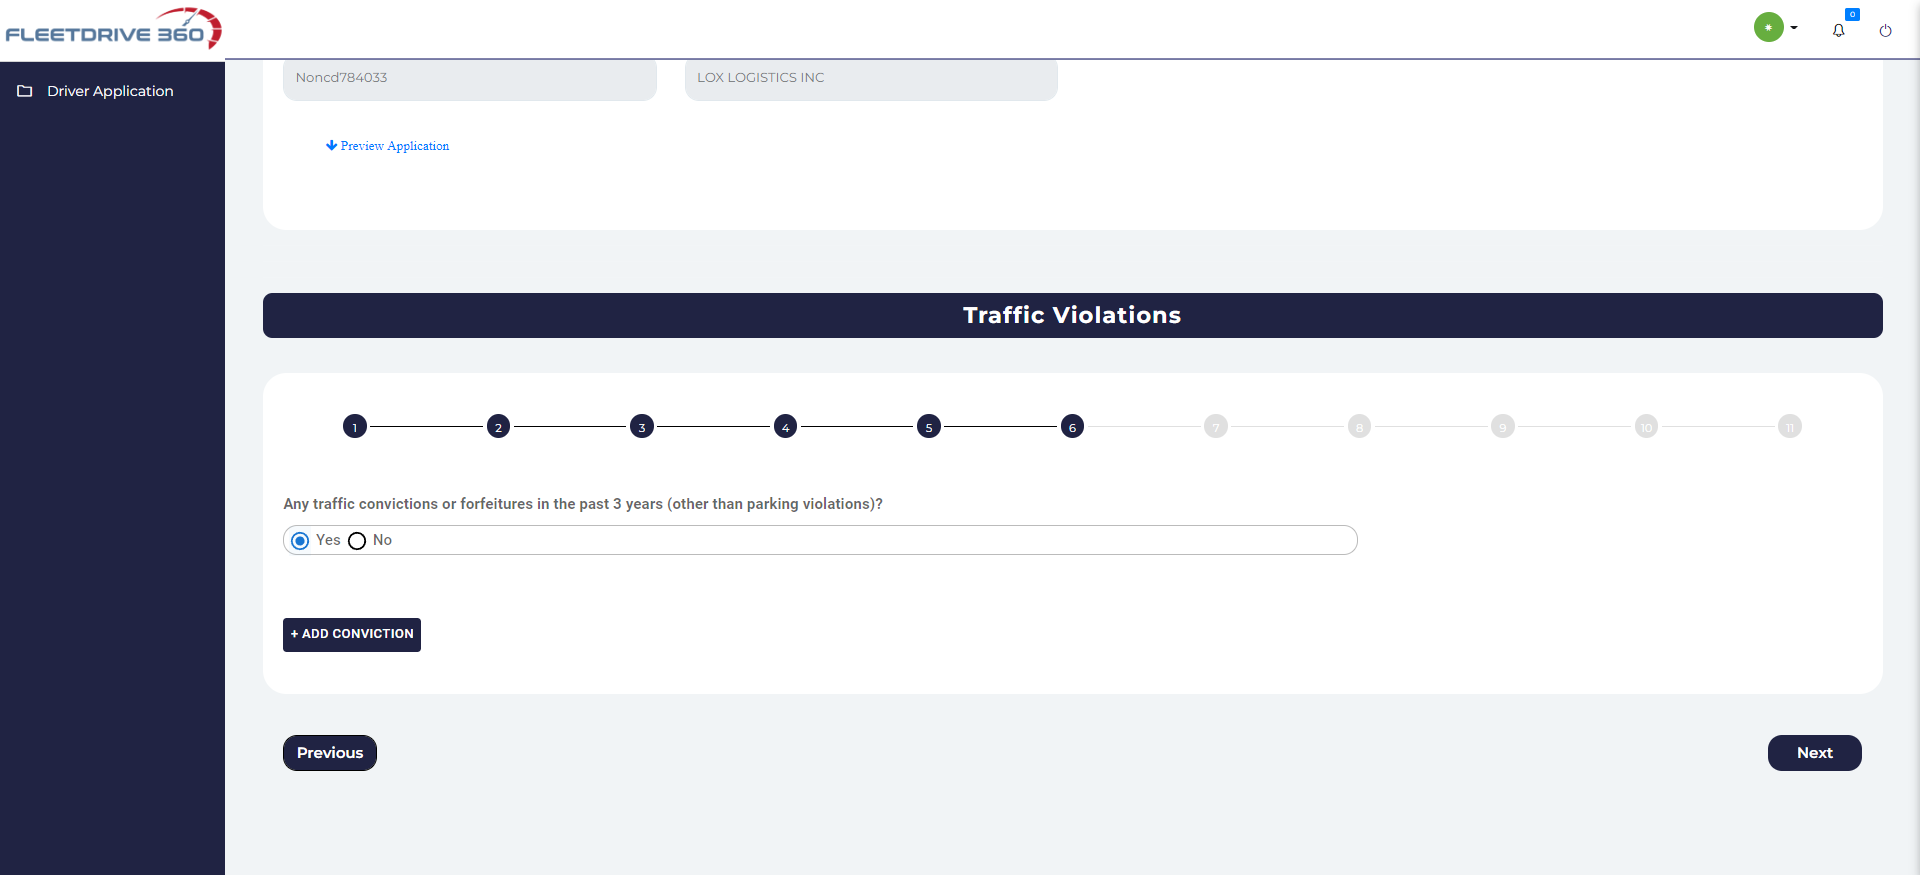 FLEETDRIVE 360
0
Driver Application
Noncd784033
LOX LOGISTICS INC
Preview Application
Traffic Violations
1 2 3 4 5 6 7 8 9 10 11
Any traffic convictions or forfeitures in the past 3 years (other than parking violations)?
Yes No
+ ADD CONVICTION
Previous
Next